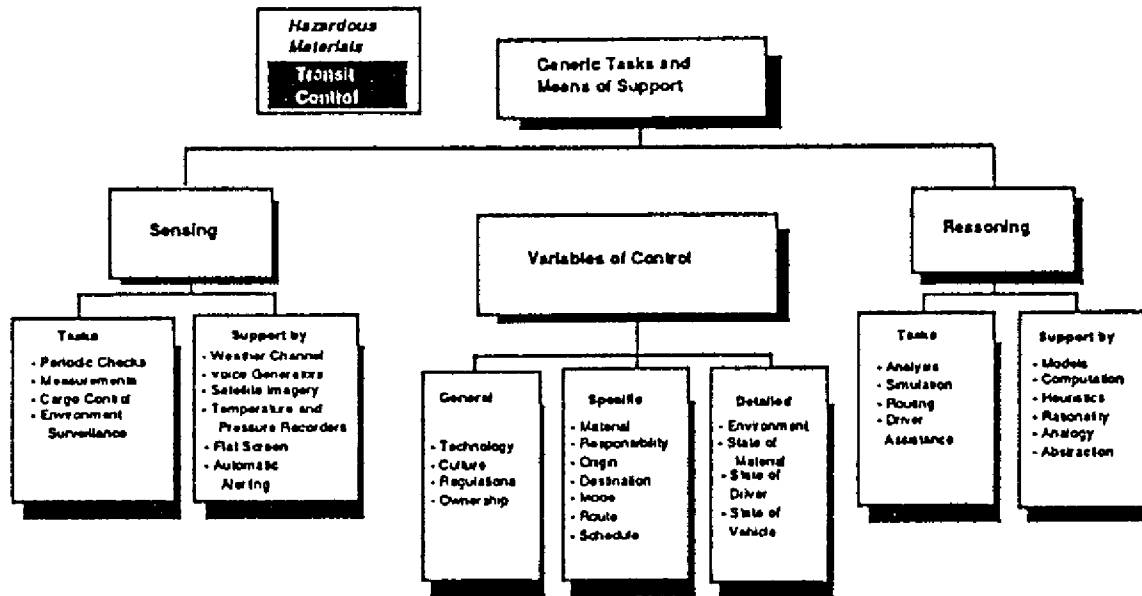 Hazardous
Materials
Transit
Control
Generic Tasks and
Means of Support
Sensing
Variables of Control
Reasoning
Tasks
- Periodic Checks
- Measurements
- Cargo Control
- Environment
Surveillance
Support by
- Weather Channel
- Voice Generators
- Satellite Imagery
- Temperature and
Pressure Recorders
- Flat Screen
- Automatic
Alerting
General
- Technology
- Culture
- Regulations
- Ownership
Specific
- Material
- Responsibility
- Origin
- Destination
- Mode
- Route
- Schedule
Detailed
- Environment
- State of
Material
- State of
Driver
- State of
Vehicle
Tasks
- Analysis
- Simulation
- Routing
- Driver
Assistance
Support by
- Models
- Computation
- Heuristics
- Rationality
- Analogy
- Abstraction